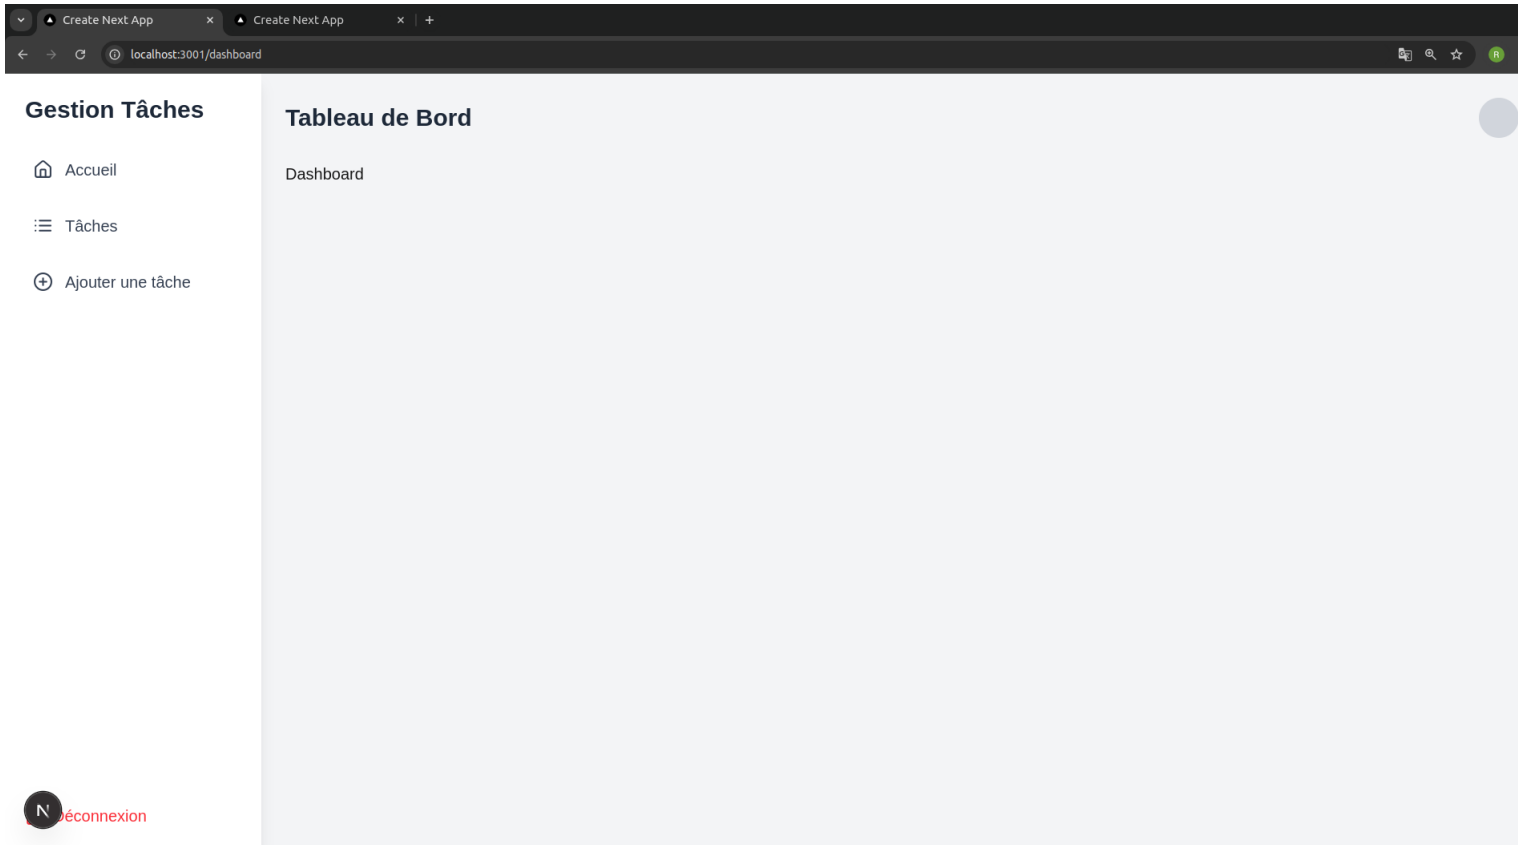 Create Next App
Create Next App
localhost:3001/dashboard
R
Gestion Tâches
Accueil
Tâches
Ajouter une tâche
Tableau de Bord
Dashboard
N
Déconnexion